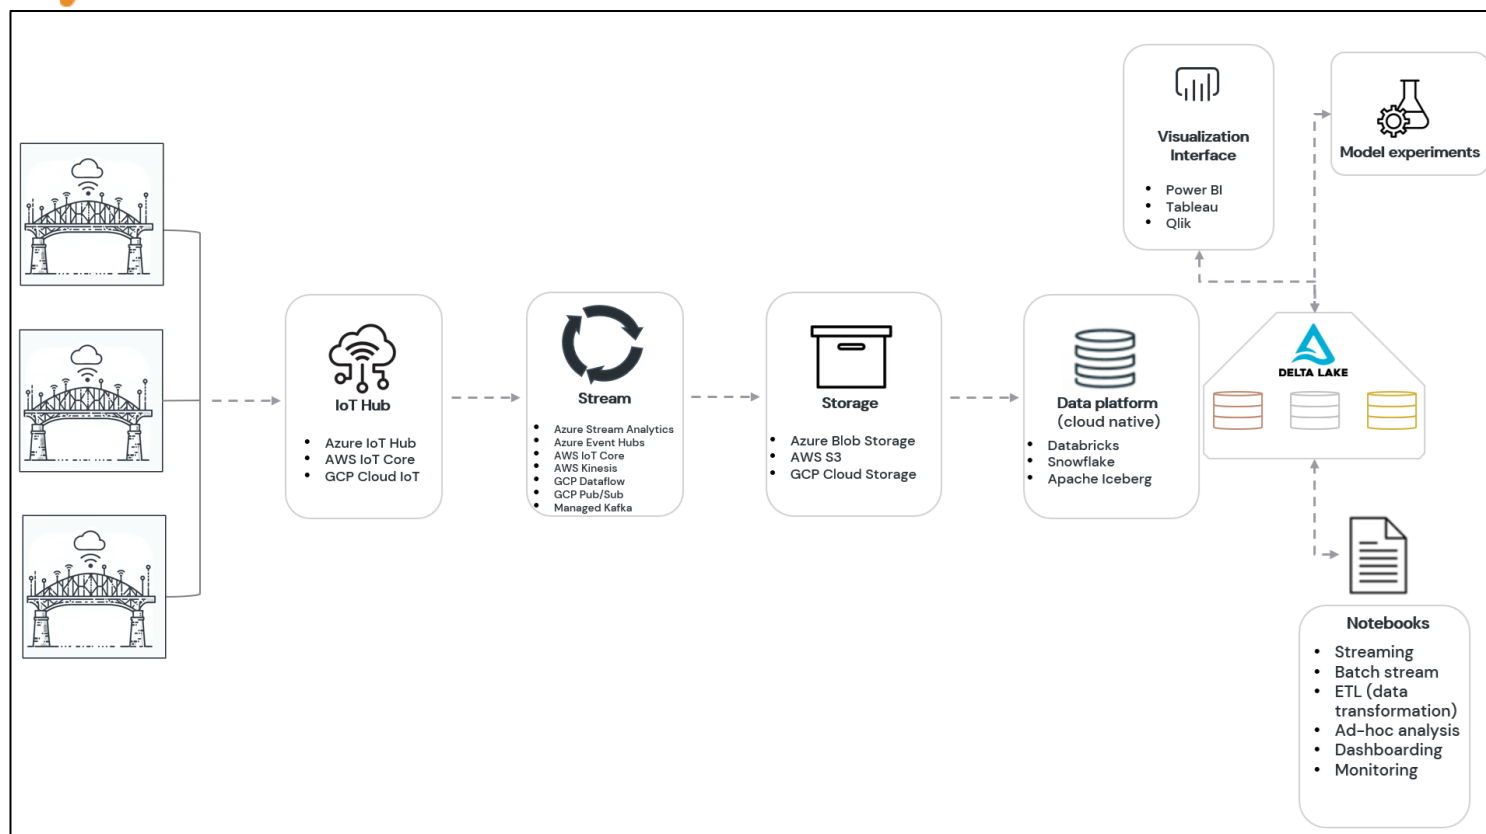 IoT Hub
Azure IoT Hub
AWS IoT Core
GCP Cloud IoT
Stream
Azure Stream Analytics
Azure Event Hubs
AWS IoT Core
AWS Kinesis
GCP Dataflow
GCP Pub/Sub
Managed Kafka
Storage
Azure Blob Storage
AWS S3
GCP Cloud Storage
Data platform
(cloud native)
Databricks
Snowflake
Apache Iceberg
Visualization
Interface
Power BI
Tableau
Qlik
Model experiments
DELTA LAKE
Notebooks
Streaming
Batch stream
ETL (data
transformation)
Ad-hoc analysis
Dashboarding
Monitoring